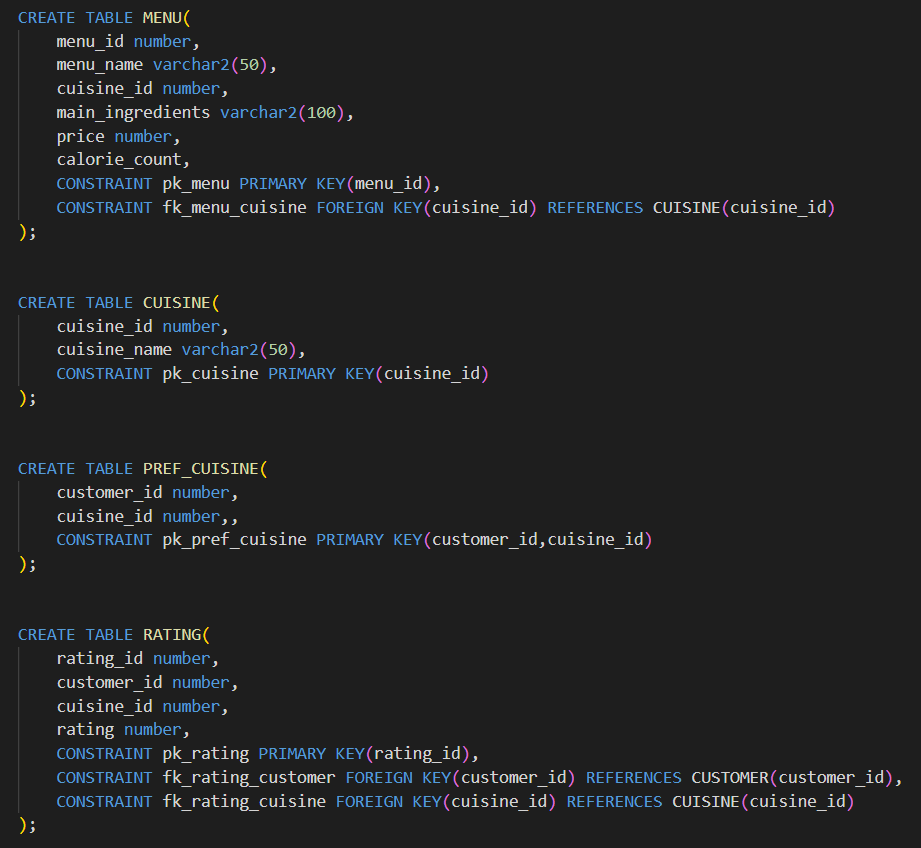 CREATE TABLE MENU(
    menu_id number,
    menu_name varchar2(50),
    cuisine_id number,
    main_ingredients varchar2(100),
    price number,
    calorie_count,
    CONSTRAINT pk_menu PRIMARY KEY(menu_id),
    CONSTRAINT fk_menu_cuisine FOREIGN KEY(cuisine_id) REFERENCES CUISINE(cuisine_id)
);
CREATE TABLE CUISINE(
    cuisine_id number,
    cuisine_name varchar2(50),
    CONSTRAINT pk_cuisine PRIMARY KEY(cuisine_id)
);
CREATE TABLE PREF_CUISINE(
    customer_id number,
    cuisine_id number,,
    CONSTRAINT pk_pref_cuisine PRIMARY KEY(customer_id,cuisine_id)
);
CREATE TABLE RATING(
    rating_id number,
    customer_id number,
    cuisine_id number,
    rating number,
    CONSTRAINT pk_rating PRIMARY KEY(rating_id),
    CONSTRAINT fk_rating_customer FOREIGN KEY(customer_id) REFERENCES CUSTOMER(customer_id),
    CONSTRAINT fk_rating_cuisine FOREIGN KEY(cuisine_id) REFERENCES CUISINE(cuisine_id)
);